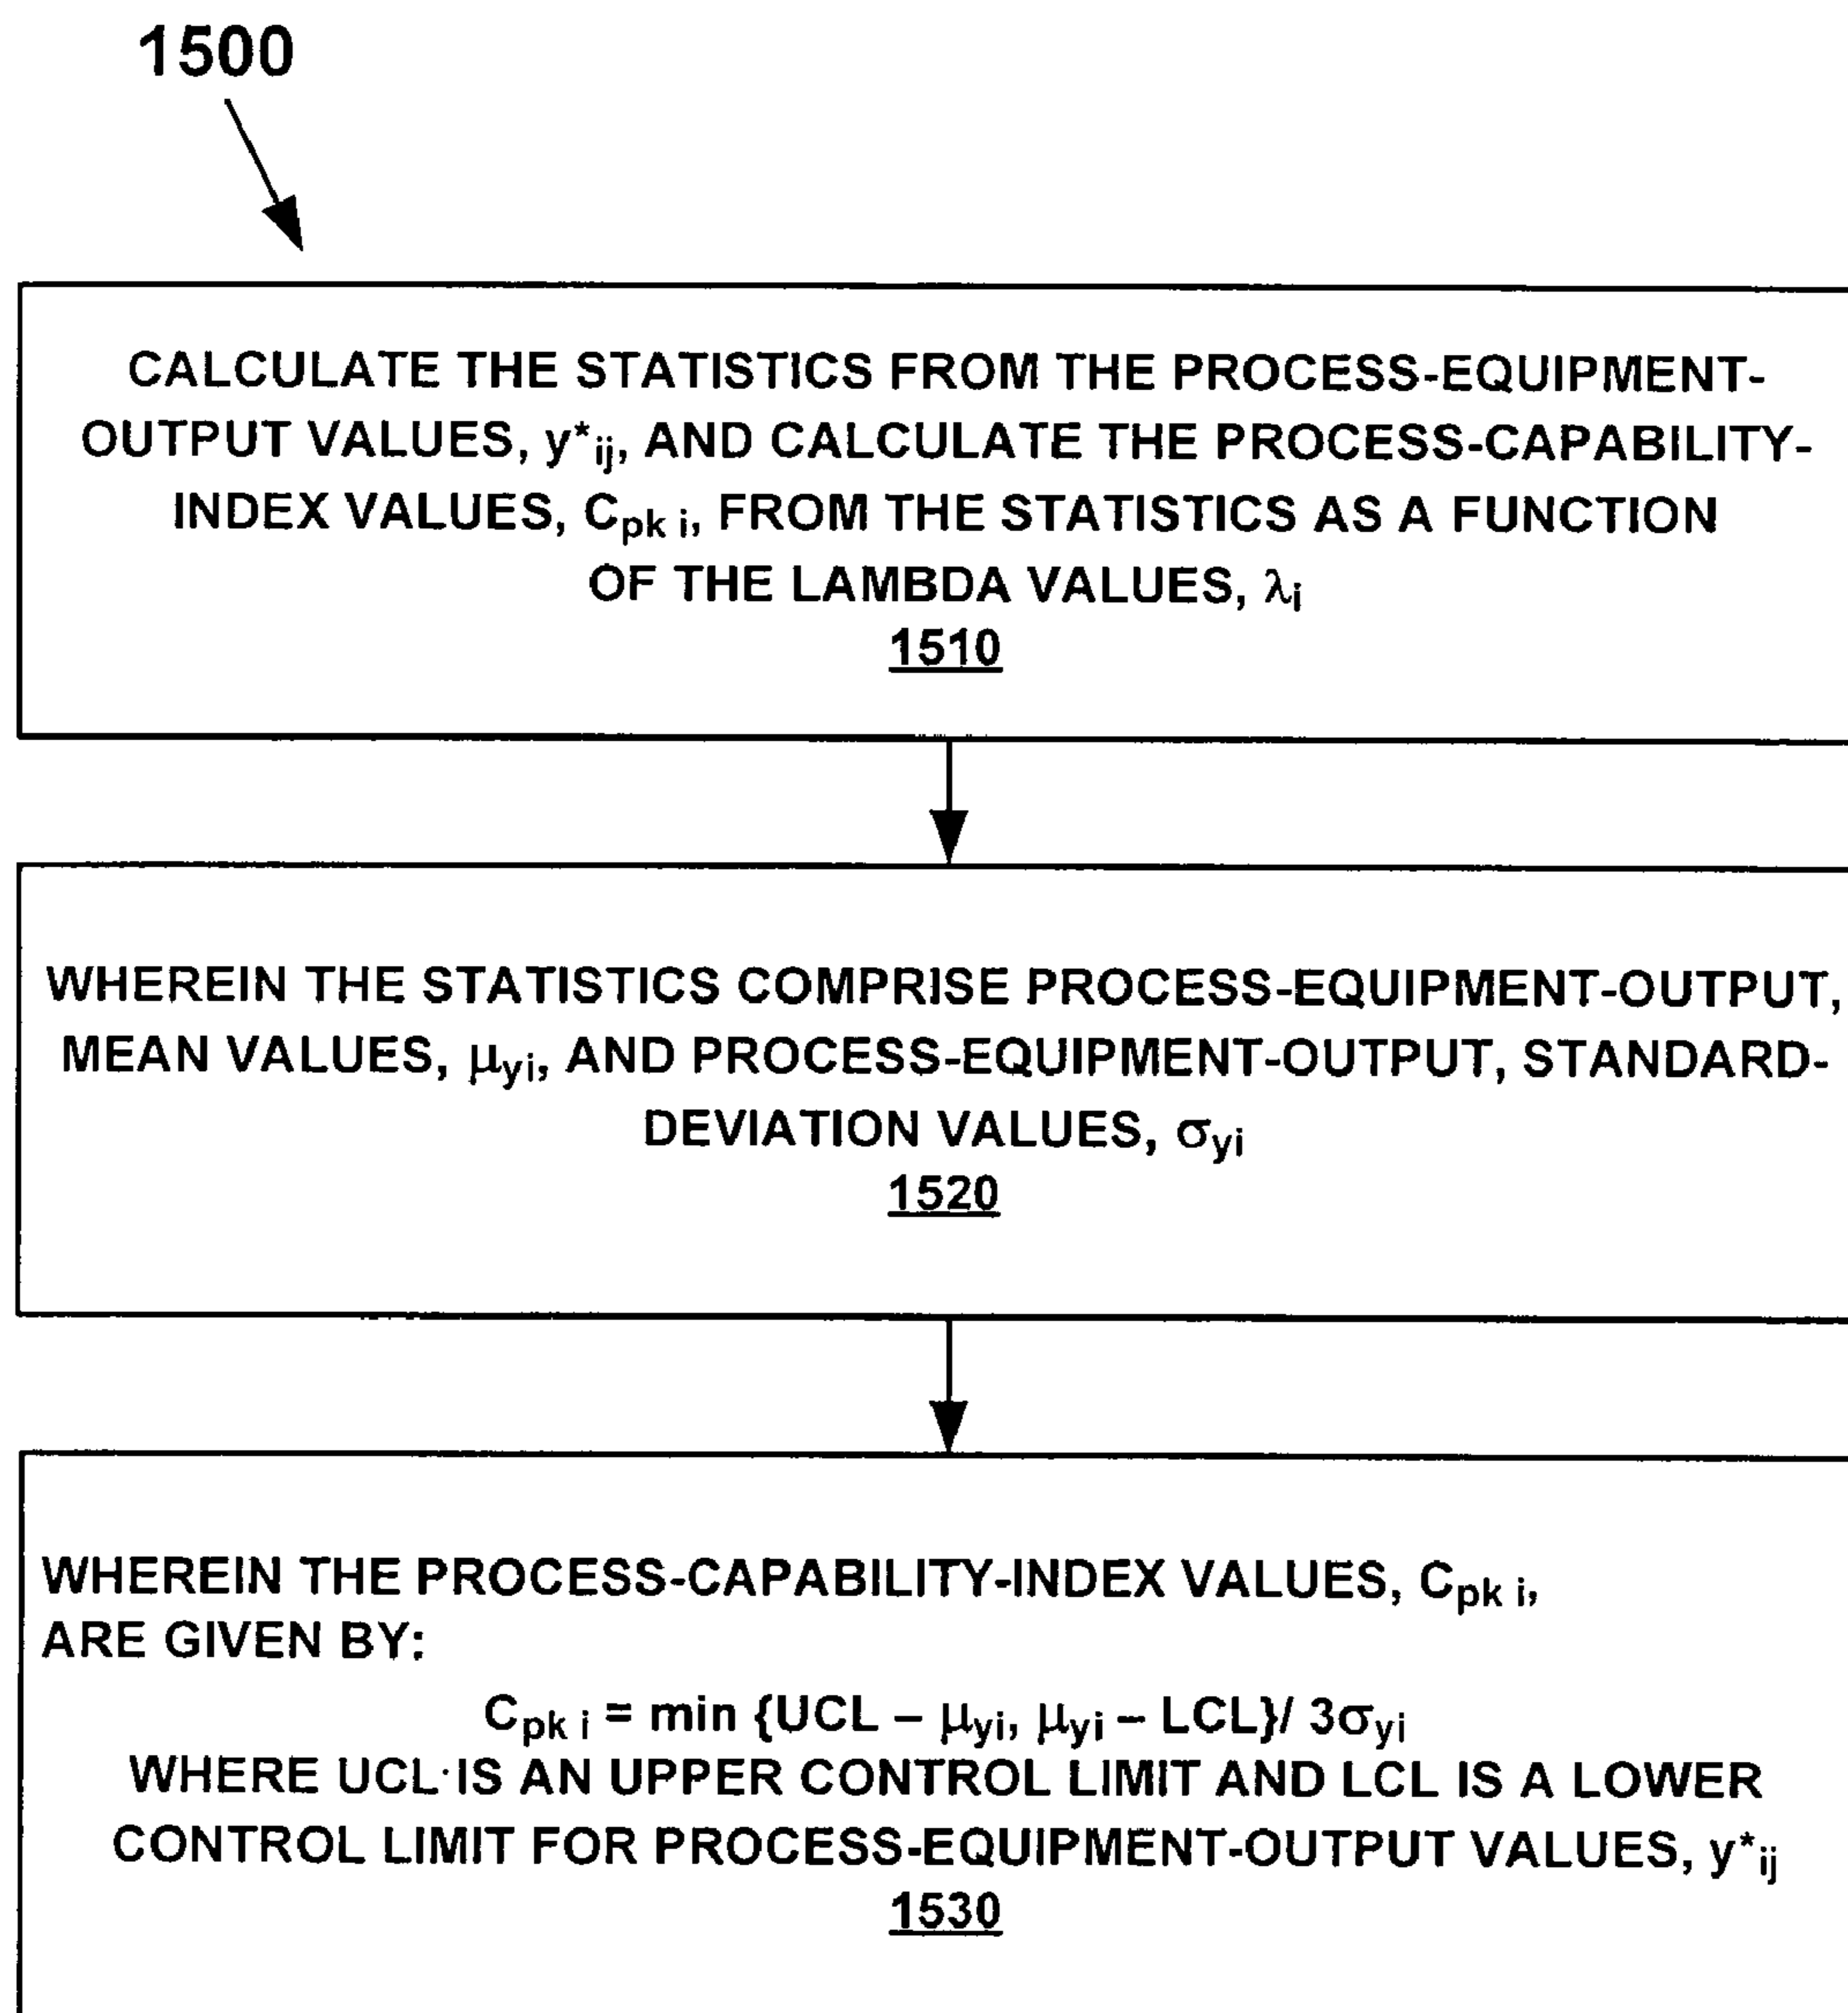 1500
CALCULATE THE STATISTICS FROM THE PROCESS-EQUIPMENT-
OUTPUT VALUES, y*ij, AND CALCULATE THE PROCESS-CAPABILITY-
INDEX VALUES, Cpk i, FROM THE STATISTICS AS A FUNCTION
OF THE LAMBDA VALUES, λi
1510
WHEREIN THE STATISTICS COMPRISE PROCESS-EQUIPMENT-OUTPUT,
MEAN VALUES, μyi, AND PROCESS-EQUIPMENT-OUTPUT, STANDARD-
DEVIATION VALUES, σyi
1520
WHEREIN THE PROCESS-CAPABILITY-INDEX VALUES, Cpk i,
ARE GIVEN BY:
Cpk i = min {UCL – μyi, μyi – LCL}/ 3σyi
WHERE UCL IS AN UPPER CONTROL LIMIT AND LCL IS A LOWER
CONTROL LIMIT FOR PROCESS-EQUIPMENT-OUTPUT VALUES, y*ij
1530